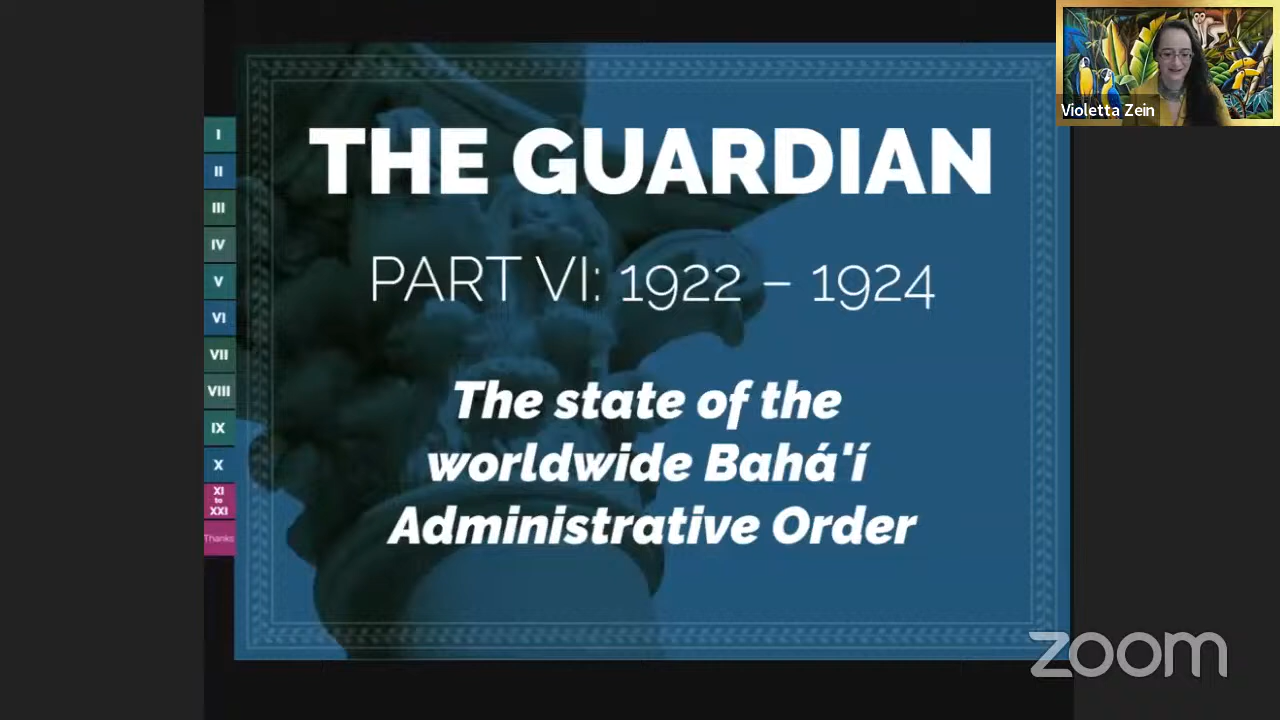 Violetta Zein
THE GUARDIAN
PART VI: 1922 – 1924
The state of the
worldwide Bahá'í
Administrative Order
I
II
III
IV
V
VI
VII
VIII
IX
X
XI
to
XXI
Thanks
zoom